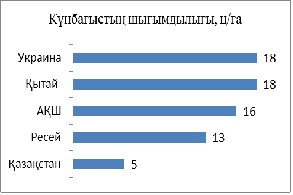 Күнбағыстың шығымдылығы, ц/га
Украина 18
Қытай 18
АҚШ 16
Ресей 13
Қазақстан 5